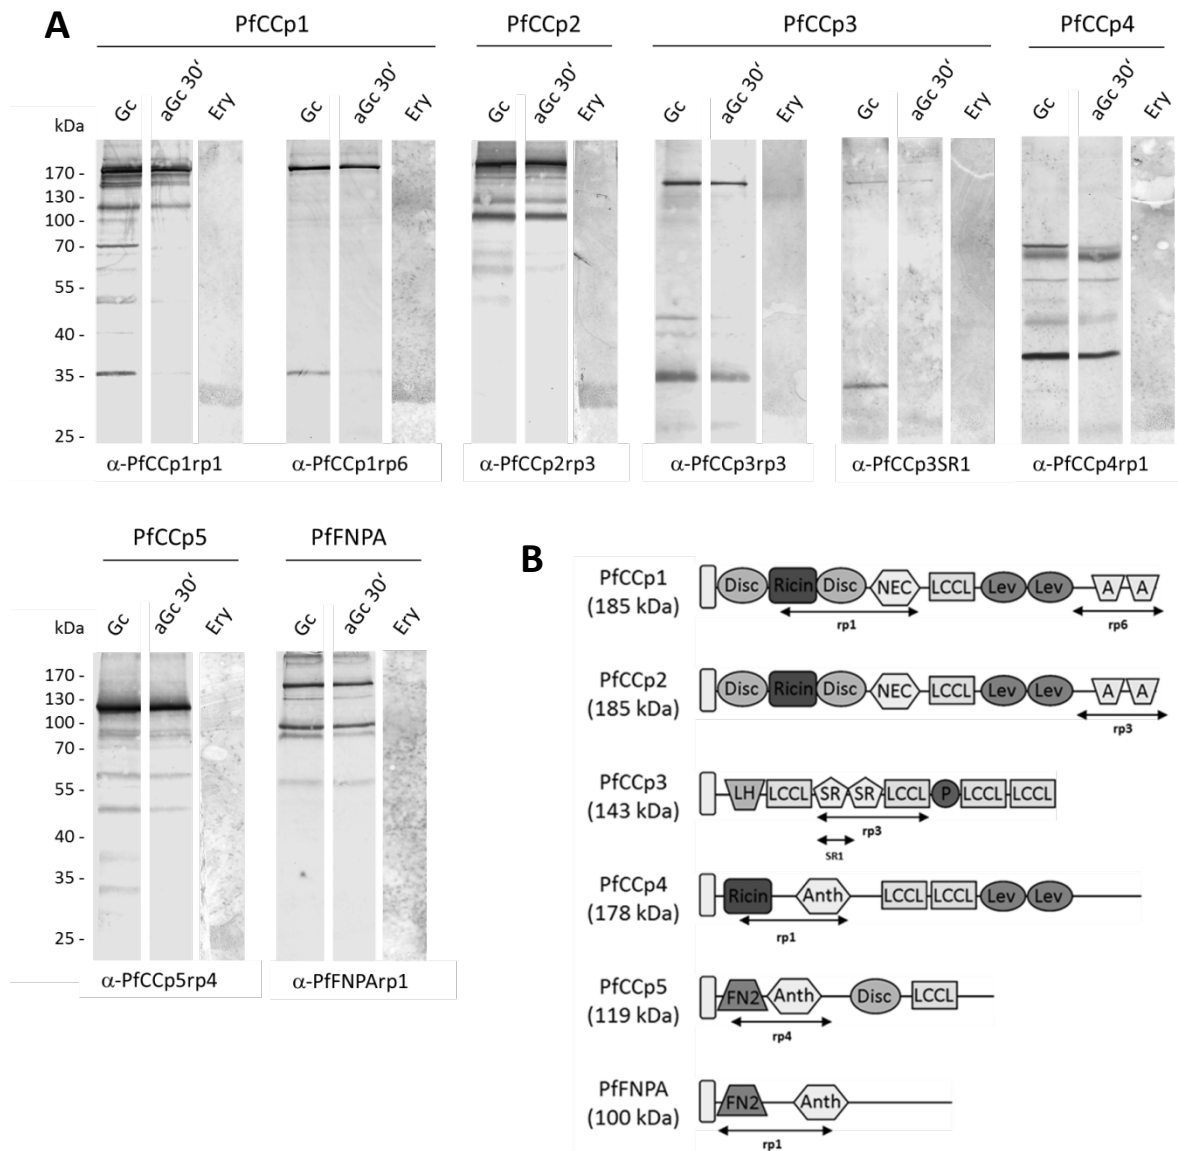 A
PfCCp1 PfCCp2 PfCCp3 PfCCp4
Gc aGc 30‘ Ery Gc aGc 30‘ Ery Gc aGc 30‘ Ery Gc aGc 30‘ Ery Gc aGc 30‘ Ery Gc aGc 30‘ Ery
kDa
170 -
130 -
100 -
70 -
55 -
40 -
35 -
25 -
α-PfCCp1rp1 α-PfCCp1rp6 α-PfCCp2rp3 α-PfCCp3rp3 α-PfCCp3SR1 α-PfCCp4rp1
PfCCp5 PfFNPA
Gc aGc 30‘ Ery Gc aGc 30‘ Ery
kDa
170 -
130 -
100 -
70 -
55 -
40 -
35 -
25 -
α-PfCCp5rp4 α-PfFNPArp1
B
PfCCp1
(185 kDa)
Disc Ricin Disc NEC LCCL Lev Lev A A
rp1 rp6
PfCCp2
(185 kDa)
Disc Ricin Disc NEC LCCL Lev Lev A A
rp3
PfCCp3
(143 kDa)
LH LCCL SR SR LCCL P LCCL LCCL
rp3
SR1
PfCCp4
(178 kDa)
Ricin Anth LCCL LCCL Lev Lev
rp1
PfCCp5
(119 kDa)
FN2 Anth Disc LCCL
rp4
PfFNPA
(100 kDa)
FN2 Anth
rp1